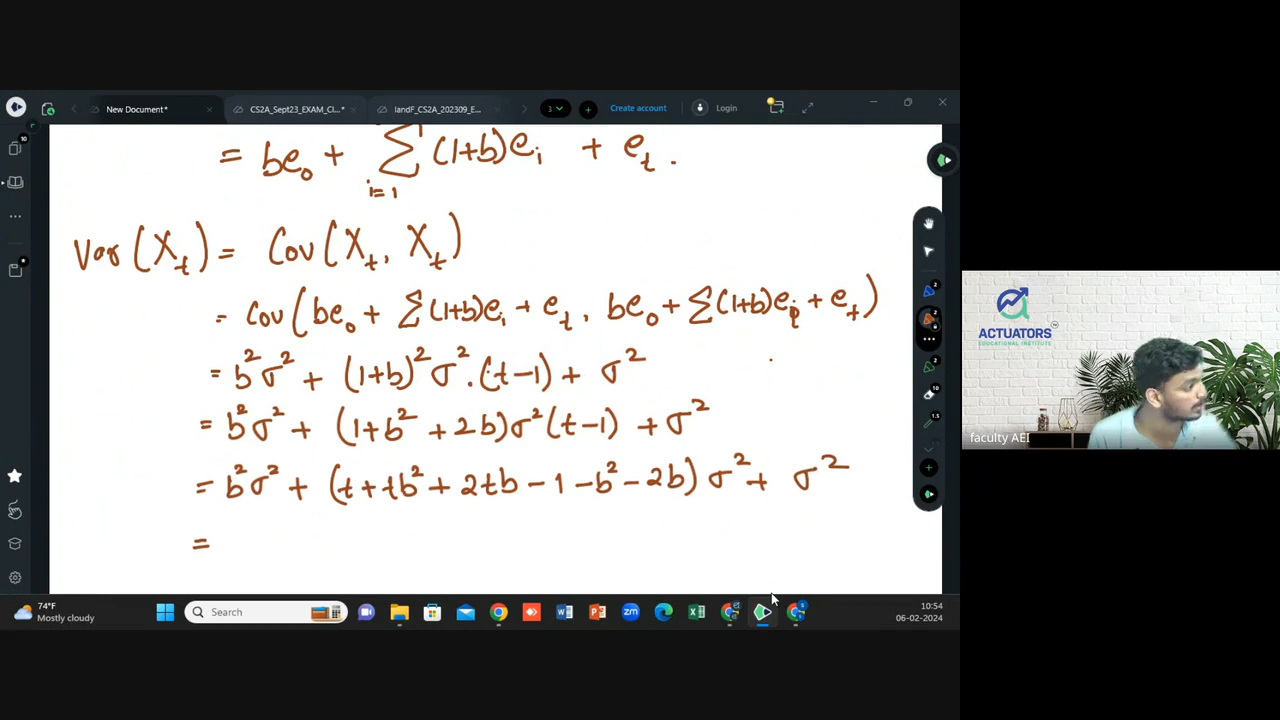 New Document*
CS2A_Sept23_EXAM_Cl...*
IandF_CS2A_202309_E...
3
Create account
Login
= be₀ + ∑ᵢ₌₁ (1+b)eᵢ + eₜ .
Var (Xₜ) = Cov (Xₜ, Xₜ)
= Cov (be₀ + ∑(1+b)eᵢ + eₜ, be₀ + ∑(1+b)eᵢ + eₜ)
= b²σ² + (1+b)²σ².(t-1) + σ²
= b²σ² + (1+b² + 2b)σ²(t-1) + σ²
= b²σ² + (t + tb² + 2tb - 1 - b² - 2b) σ² + σ²
=
ACTUATORS
EDUCATIONAL INSTITUTE
faculty AEI
74°F
Mostly cloudy
Search
10:54
06-02-2024